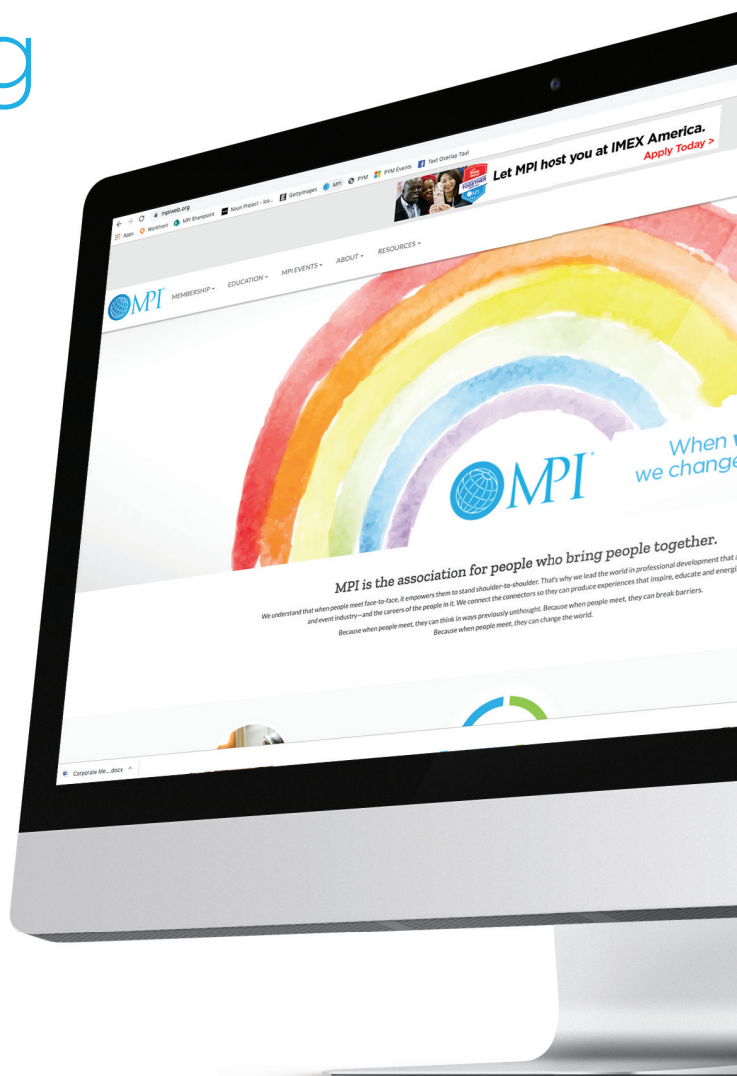 g
mpiweb.org
Apps Workfront MPI Sharepoint Noun Project - Ico... Gettyimages MPI PYM PYM Events Text Overlay Tool
TOGETHER
Let MPI host you at IMEX America.
Apply Today >
MPI MEMBERSHIP EDUCATION MPI EVENTS ABOUT RESOURCES
MPI
When
we change
MPI is the association for people who bring people together.
We understand that when people meet face-to-face, it empowers them to stand shoulder-to-shoulder. That's why we lead the world in professional development that a
and event industry—and the careers of the people in it. We connect the connectors so they can produce experiences that inspire, educate and energi
Because when people meet, they can think in ways previously unthought. Because when people meet, they can break barriers.
Because when people meet, they can change the world.
Corporate Me....docx